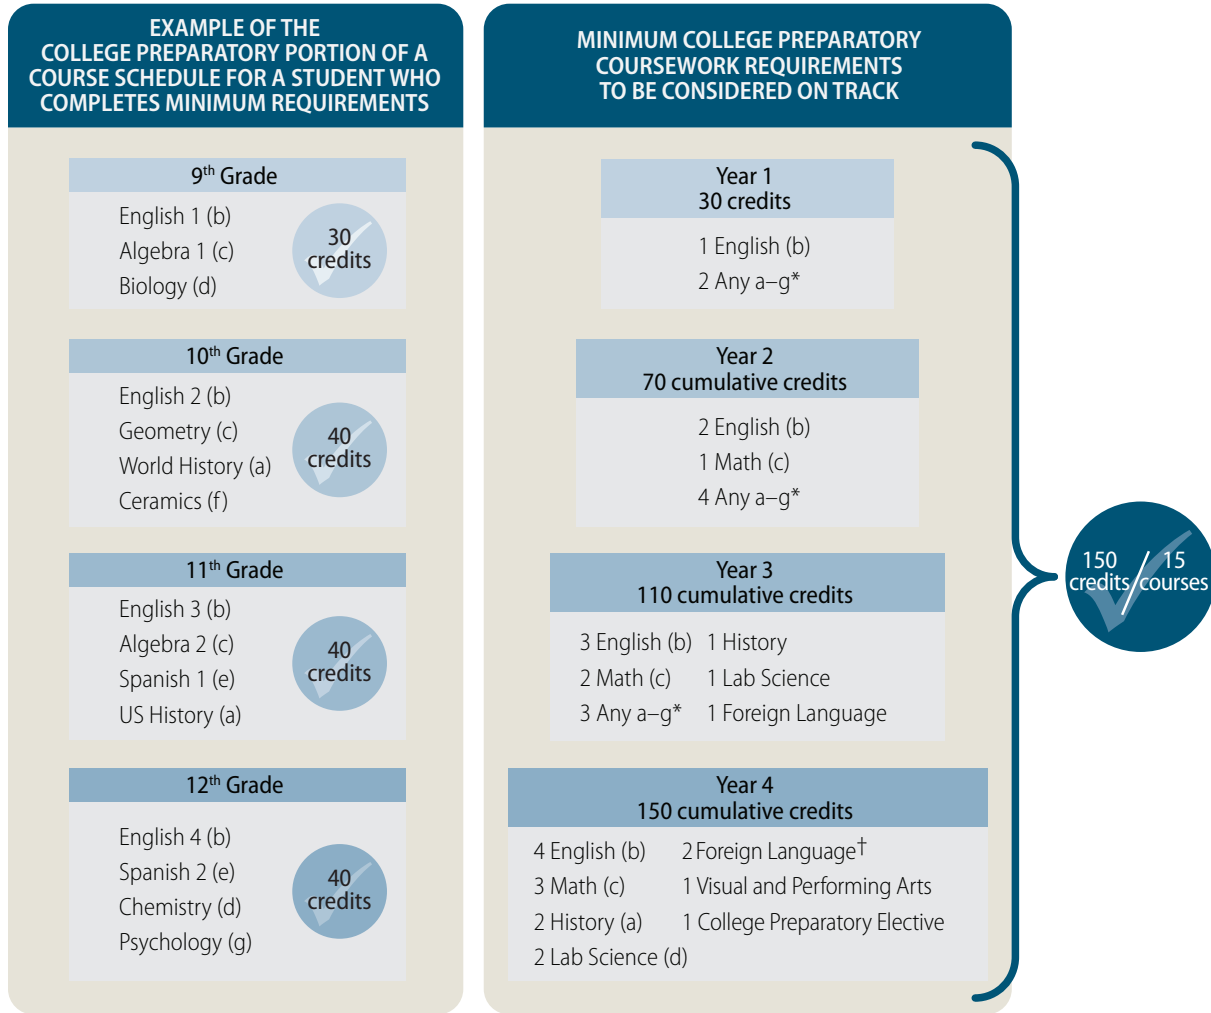 EXAMPLE OF THE
COLLEGE PREPARATORY PORTION OF A
COURSE SCHEDULE FOR A STUDENT WHO
COMPLETES MINIMUM REQUIREMENTS
9th Grade
English 1 (b)
Algebra 1 (c)
Biology (d)
30
credits
10th Grade
English 2 (b)
Geometry (c)
World History (a)
Ceramics (f)
40
credits
11th Grade
English 3 (b)
Algebra 2 (c)
Spanish 1 (e)
US History (a)
40
credits
12th Grade
English 4 (b)
Spanish 2 (e)
Chemistry (d)
Psychology (g)
40
credits
MINIMUM COLLEGE PREPARATORY
COURSEWORK REQUIREMENTS
TO BE CONSIDERED ON TRACK
Year 1
30 credits
1 English (b)
2 Any a–g*
Year 2
70 cumulative credits
2 English (b)
1 Math (c)
4 Any a–g*
Year 3
110 cumulative credits
3 English (b) 1 History
2 Math (c) 1 Lab Science
3 Any a–g* 1 Foreign Language
Year 4
150 cumulative credits
4 English (b) 2 Foreign Language†
3 Math (c) 1 Visual and Performing Arts
2 History (a) 1 College Preparatory Elective
2 Lab Science (d)
150 / 15
credits courses